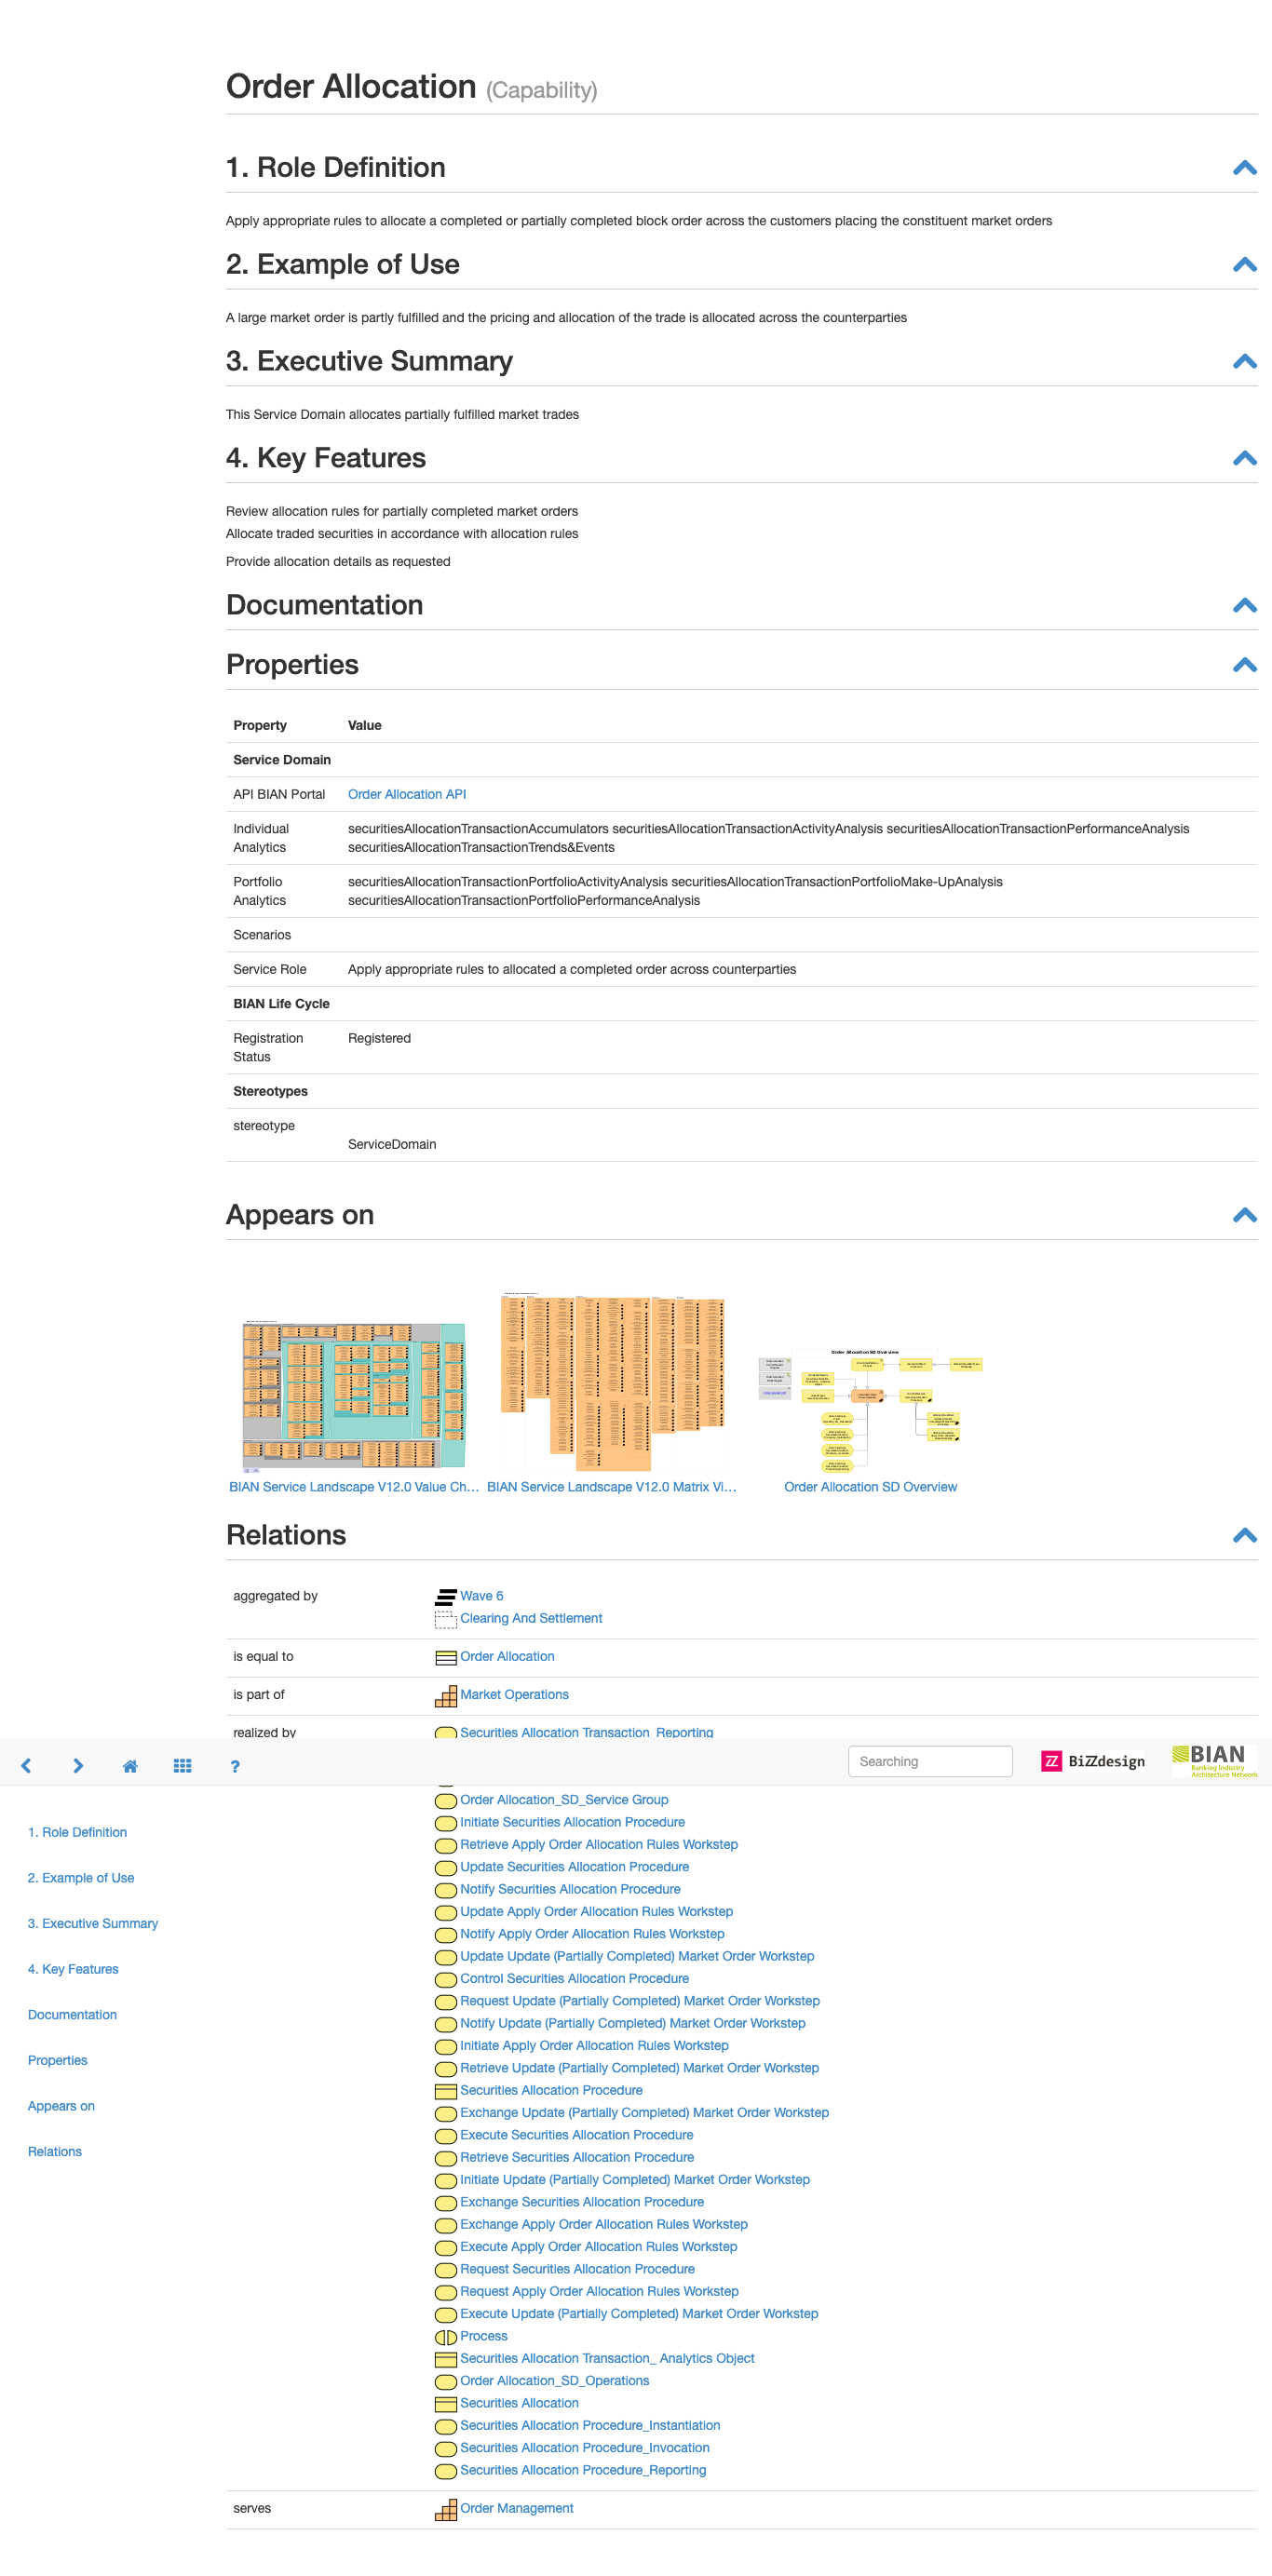 Order Allocation (Capability)
1. Role Definition
Apply appropriate rules to allocate a completed or partially completed block order across the customers placing the constituent market orders
2. Example of Use
A large market order is partly fulfilled and the pricing and allocation of the trade is allocated across the counterparties
3. Executive Summary
This Service Domain allocates partially fulfilled market trades
4. Key Features
Review allocation rules for partially completed market orders
Allocate traded securities in accordance with allocation rules
Provide allocation details as requested
Documentation
Properties
Property Value
Service Domain
API BIAN Portal Order Allocation API
Individual securitiesAllocationTransactionAccumulators securitiesAllocationTransactionActivityAnalysis securitiesAllocationTransactionPerformanceAnalysis
Analytics securitiesAllocationTransactionTrends&Events
Portfolio securitiesAllocationTransactionPortfolioActivityAnalysis securitiesAllocationTransactionPortfolioMake-UpAnalysis
Analytics securitiesAllocationTransactionPortfolioPerformanceAnalysis
Scenarios
Service Role Apply appropriate rules to allocated a completed order across counterparties
BIAN Life Cycle
Registration Registered
Status
Stereotypes
stereotype
ServiceDomain
Appears on
Order Allocation SD Overview
BIAN Service Landscape V12.0 Value Ch... BIAN Service Landscape V12.0 Matrix Vi... Order Allocation SD Overview
Relations
aggregated by Wave 6
Clearing And Settlement
is equal to Order Allocation
is part of Market Operations
realized by Securities Allocation Transaction_Reporting
? Searching BiZZdesign BIAN
Banking Industry
Architecture Network
Order Allocation_SD_Service Group
Initiate Securities Allocation Procedure
Retrieve Apply Order Allocation Rules Workstep
Update Securities Allocation Procedure
Notify Securities Allocation Procedure
Update Apply Order Allocation Rules Workstep
Notify Apply Order Allocation Rules Workstep
Update Update (Partially Completed) Market Order Workstep
Control Securities Allocation Procedure
Request Update (Partially Completed) Market Order Workstep
Notify Update (Partially Completed) Market Order Workstep
Initiate Apply Order Allocation Rules Workstep
Retrieve Update (Partially Completed) Market Order Workstep
Securities Allocation Procedure
Exchange Update (Partially Completed) Market Order Workstep
Execute Securities Allocation Procedure
Retrieve Securities Allocation Procedure
Initiate Update (Partially Completed) Market Order Workstep
Exchange Securities Allocation Procedure
Exchange Apply Order Allocation Rules Workstep
Execute Apply Order Allocation Rules Workstep
Request Securities Allocation Procedure
Request Apply Order Allocation Rules Workstep
Execute Update (Partially Completed) Market Order Workstep
Process
Securities Allocation Transaction_ Analytics Object
Order Allocation_SD_Operations
Securities Allocation
Securities Allocation Procedure_Instantiation
Securities Allocation Procedure_Invocation
Securities Allocation Procedure_Reporting
serves Order Management
1. Role Definition
2. Example of Use
3. Executive Summary
4. Key Features
Documentation
Properties
Appears on
Relations